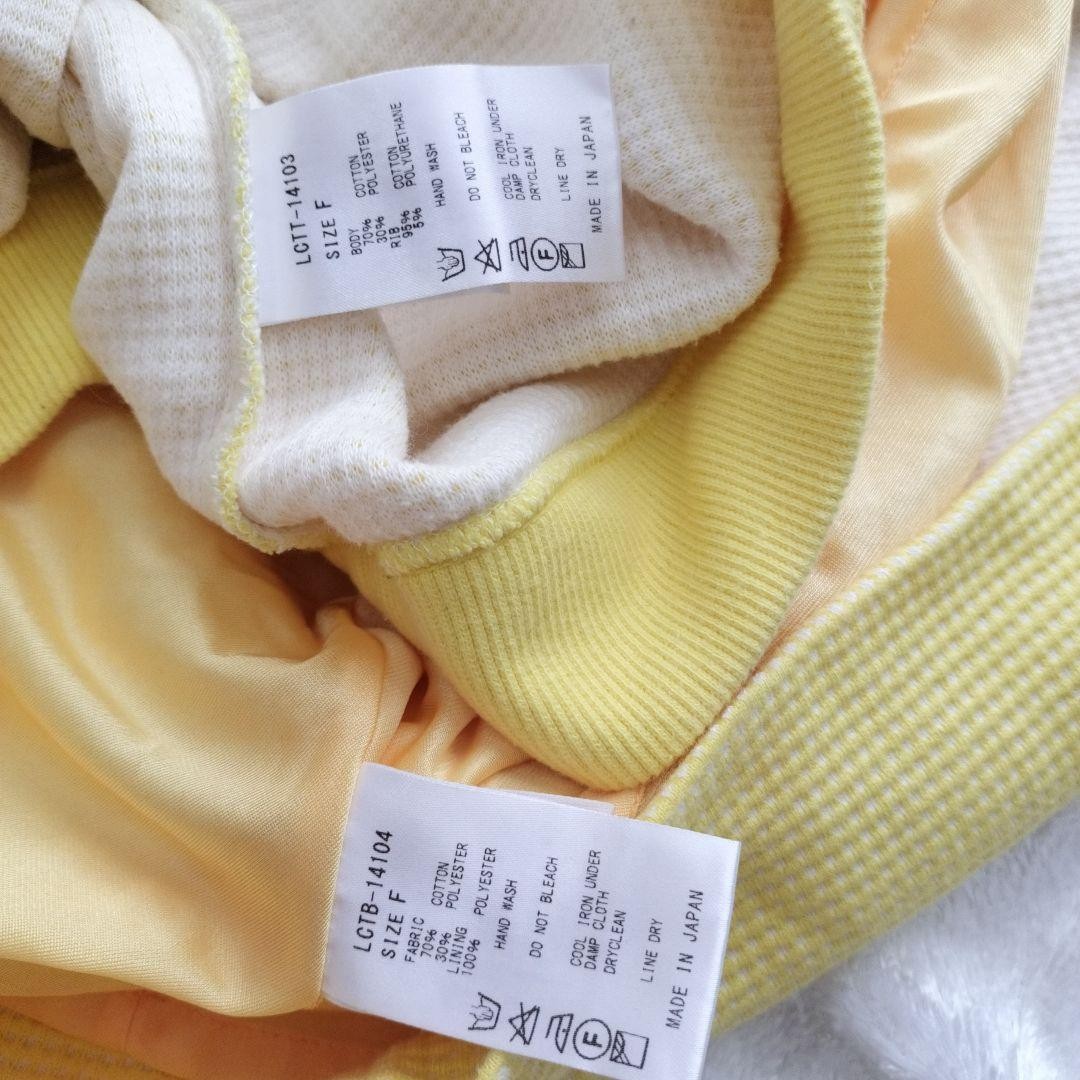 LCTT-14103
SIZE F
BODY
70% COTTON
30% POLYESTER
RIB
95% COTTON
5% POLYURETHANE
HAND WASH
DO NOT BLEACH
COOL IRON UNDER
DAMP CLOTH
DRYCLEAN
LINE DRY
MADE IN JAPAN
F
LCTB-14104
SIZE F
FABRIC
70% COTTON
30% POLYESTER
LINING
100% POLYESTER
HAND WASH
DO NOT BLEACH
COOL IRON UNDER
DAMP CLOTH
DRYCLEAN
LINE DRY
MADE IN JAPAN
F